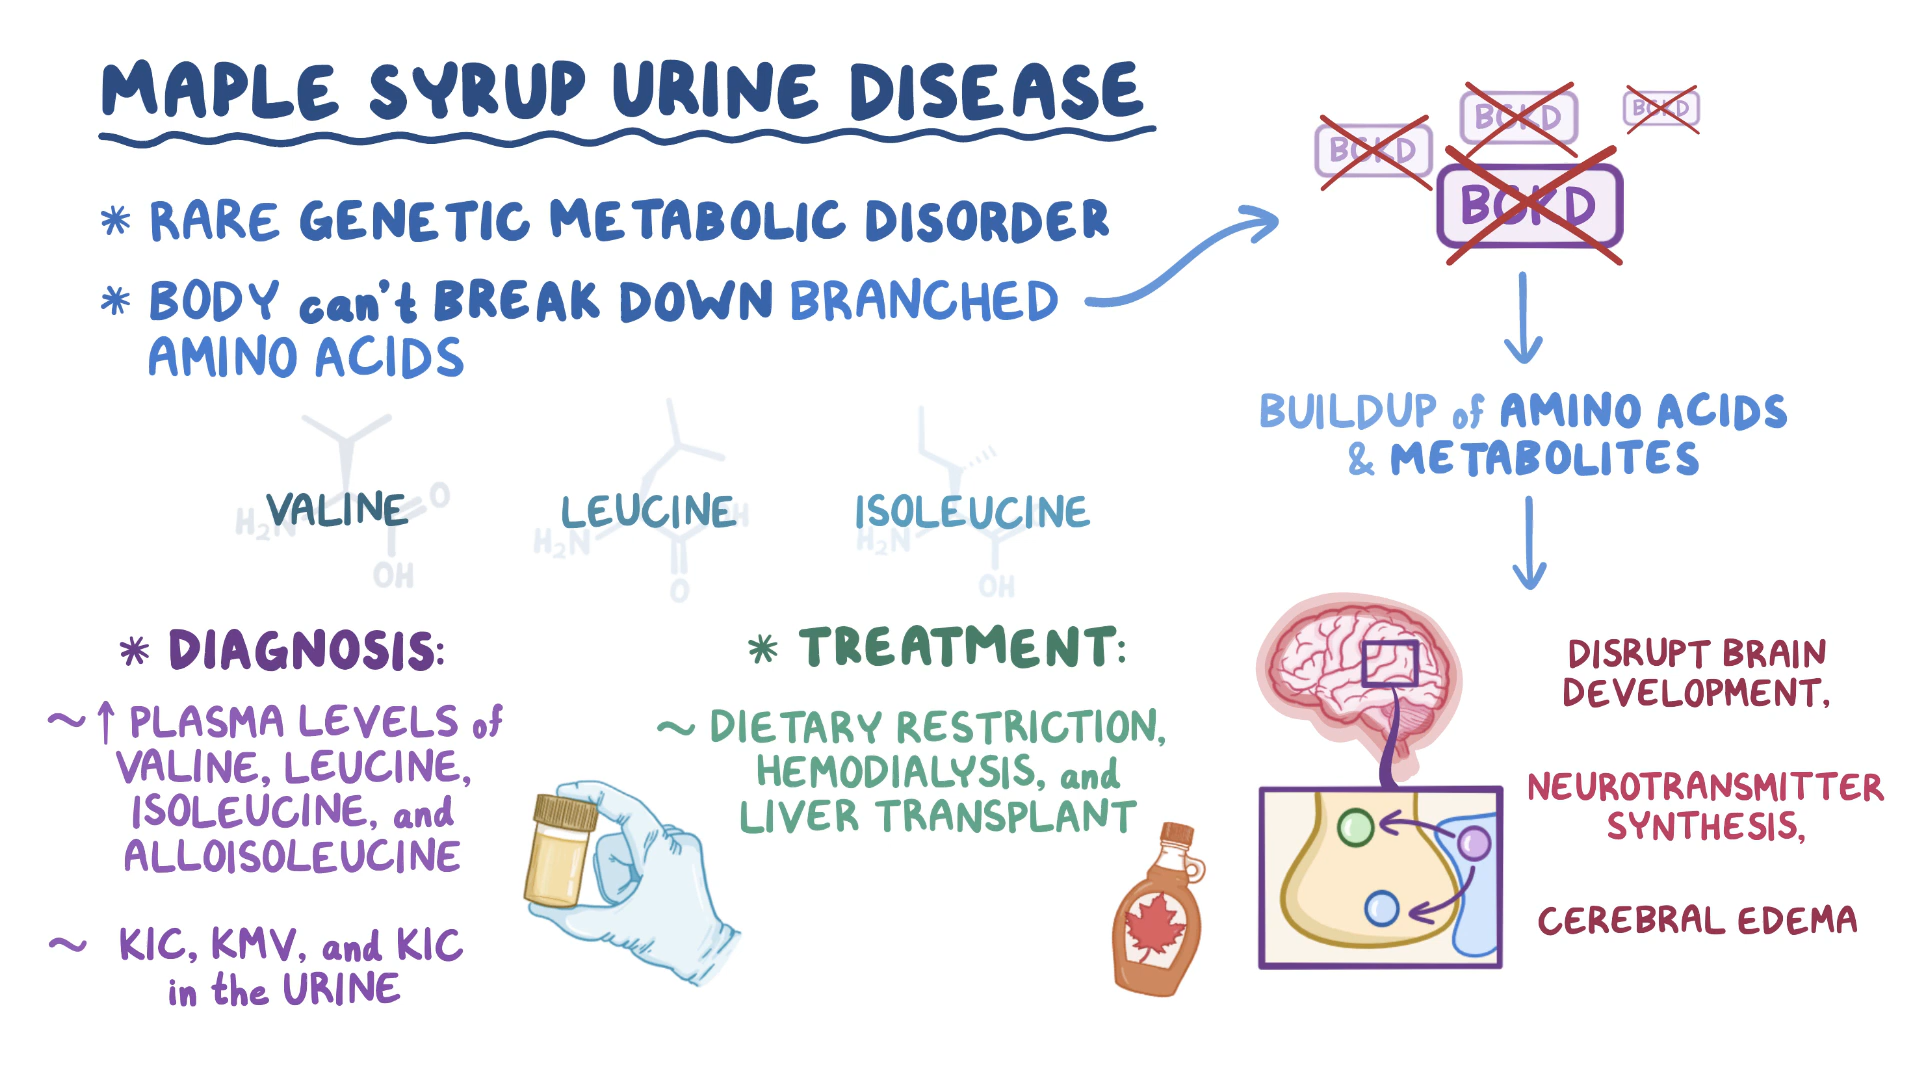 MAPLE SYRUP URINE DISEASE
* RARE GENETIC METABOLIC DISORDER
* BODY can't BREAK DOWN BRANCHED
AMINO ACIDS
VALINE
H₂N
O
OH
LEUCINE
H₂N
OH
O
ISOLEUCINE
H₂N
OH
* DIAGNOSIS:
~ ↑ PLASMA LEVELS of
VALINE, LEUCINE,
ISOLEUCINE, and
ALLOISOLEUCINE
~ KIC, KMV, and KIC
in the URINE
* TREATMENT:
~ DIETARY RESTRICTION,
HEMODIALYSIS, and
LIVER TRANSPLANT
BCKD
BCKD
BCKD
BCKD
BUILDUP of AMINO ACIDS
& METABOLITES
DISRUPT BRAIN
DEVELOPMENT,
NEUROTRANSMITTER
SYNTHESIS,
CEREBRAL EDEMA